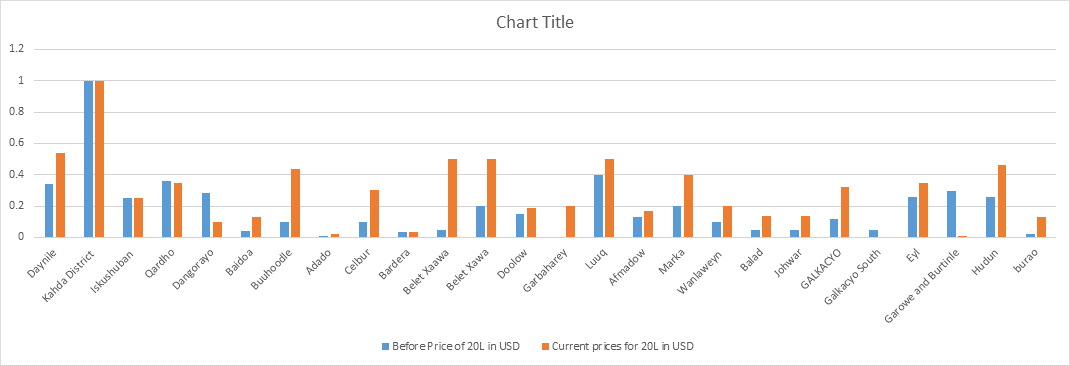 Chart Title
1.2
1
0.8
0.6
0.4
0.2
0
Daynile
Kahda District
Iskushuban
Qardho
Dangorayo
Baidoa
Buuhoodle
Adado
Celbur
Bardera
Belet Xaawa
Belet Xawa
Doolow
Garbaharey
Luuq
Afmadow
Marka
Wanlaweyn
Balad
Johwar
GALKACYO
Galkacyo South
Eyl
Garowe and Burtinle
Hudun
burao
Before Price of 20L in USD
Current prices for 20L in USD